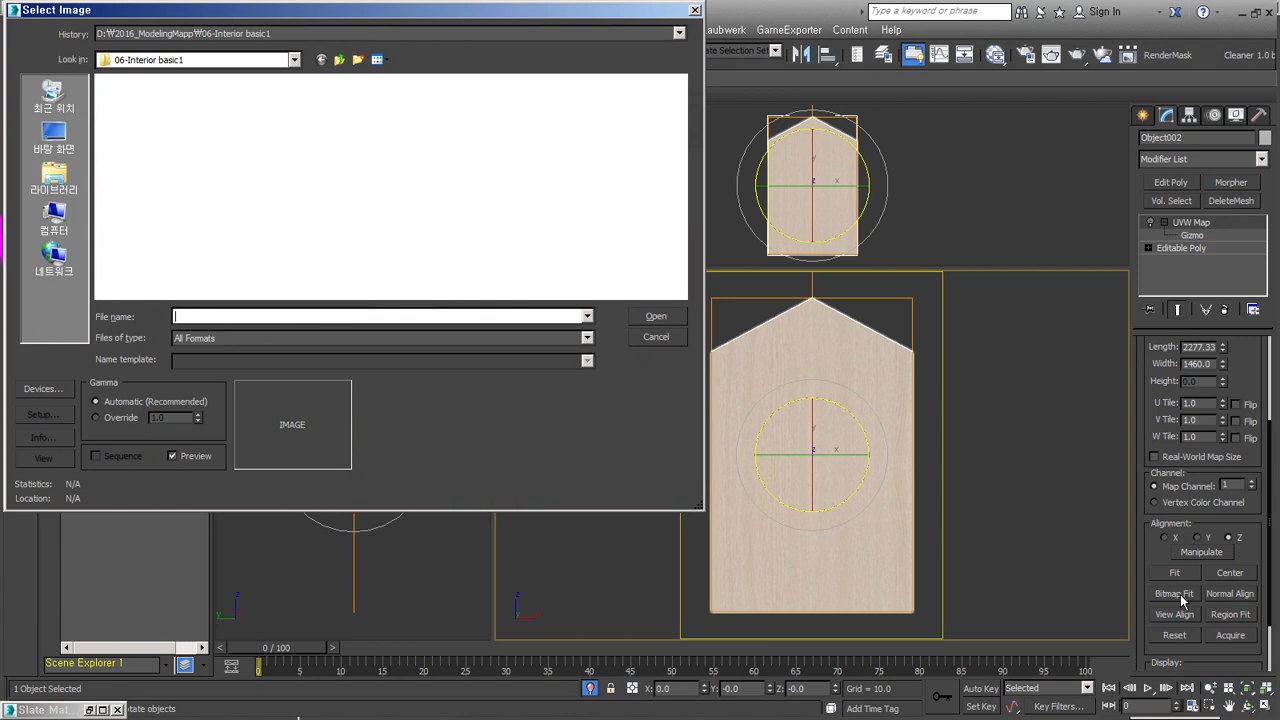 Select Image
History: D:₩2016_ModelingMapp₩06-Interior basic1
Look in: 06-Interior basic1
최근 위치
바탕 화면
라이브러리
컴퓨터
네트워크
File name: Open
Files of type: All Formats Cancel
Name template:
Devices...
Setup...
Info...
View
Gamma
Automatic (Recommended)
Override 1.0
Sequence Preview
IMAGE
Statistics: N/A
Location: N/A
Type a keyword or phrase Sign In
GameExporter Content Help
RenderMask Cleaner 1.0
y
z x
y
z x
z
y
z
x
Object002
Modifier List
Edit Poly Morpher
Vol. Select DeleteMesh
UVW Map
Gizmo
Editable Poly
Length: 2277.33
Width: 1460.0
Height: 0.0
U Tile: 1.0 Flip
V Tile: 1.0 Flip
W Tile: 1.0 Flip
Real-World Map Size
Channel:
Map Channel: 1
Vertex Color Channel
Alignment:
X Y Z
Manipulate
Fit Center
Bitmap Fit Normal Align
View Align Region Fit
Reset Acquire
Display:
0 / 100
Scene Explorer 1
0 5 10 15 20 25 30 35 40 45 50 55 60 65 70 75 80 85 90 95 100
1 Object Selected X: 0.0 Y: -0.0 Z: -0.0 Grid = 10.0 Auto Key Selected
Slate Mat... otate objects Add Time Tag Set Key Key Filters... 0